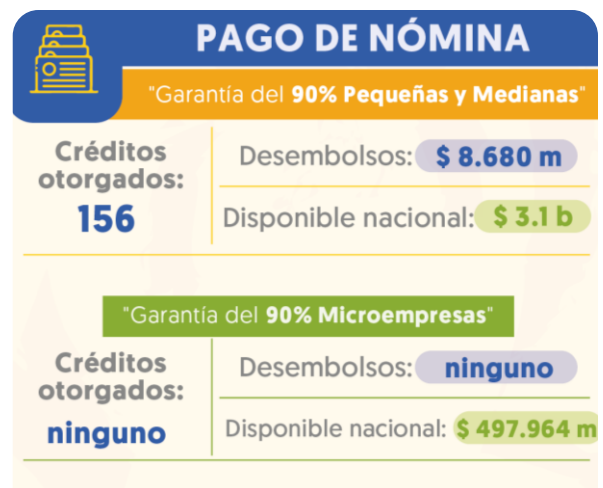 PAGO DE NÓMINA
"Garantía del 90% Pequeñas y Medianas"
Créditos
otorgados:
156
Desembolsos: $ 8.680 m
Disponible nacional: $ 3.1 b
"Garantía del 90% Microempresas"
Créditos
otorgados:
ninguno
Desembolsos: ninguno
Disponible nacional: $ 497.964 m